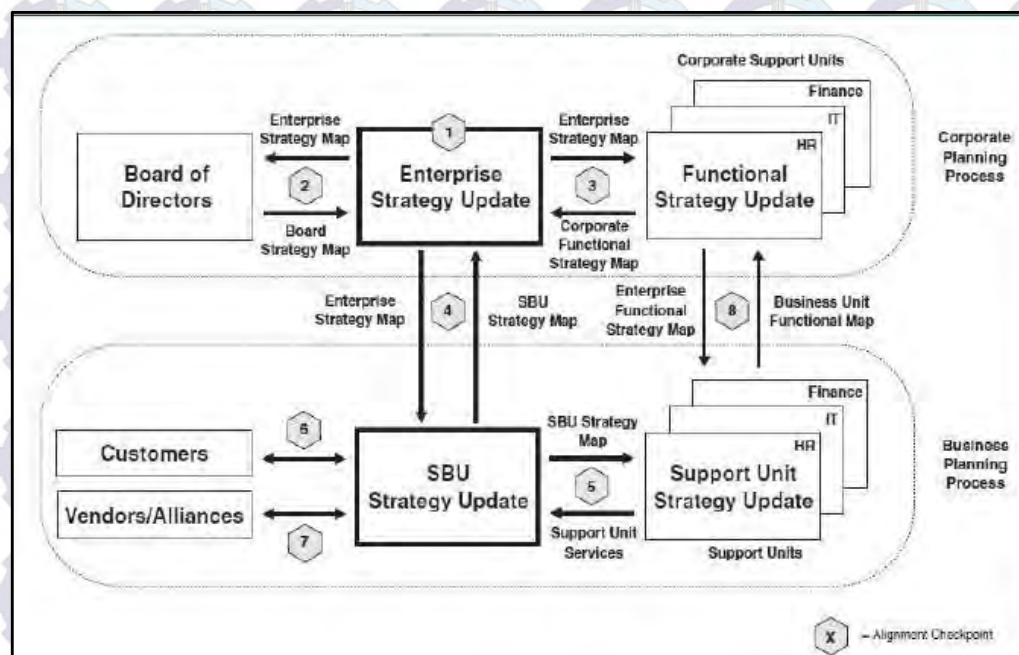 Corporate Support Units
Finance
IT
HR
Enterprise
Strategy Map
1
Enterprise
Strategy Map
Board of
Directors
2
Enterprise
Strategy Update
3
Functional
Strategy Update
Corporate
Planning
Process
Board
Strategy Map
Corporate
Functional
Strategy Map
Enterprise
Strategy Map
4
SBU
Strategy Map
Enterprise
Functional
Strategy Map
8
Business Unit
Functional Map
Finance
IT
HR
Customers
6
SBU
Strategy Update
SBU Strategy
Map
5
Support Unit
Strategy Update
Business
Planning
Process
Vendors/Alliances
7
Support Unit
Services
Support Units
X
– Alignment Checkpoint